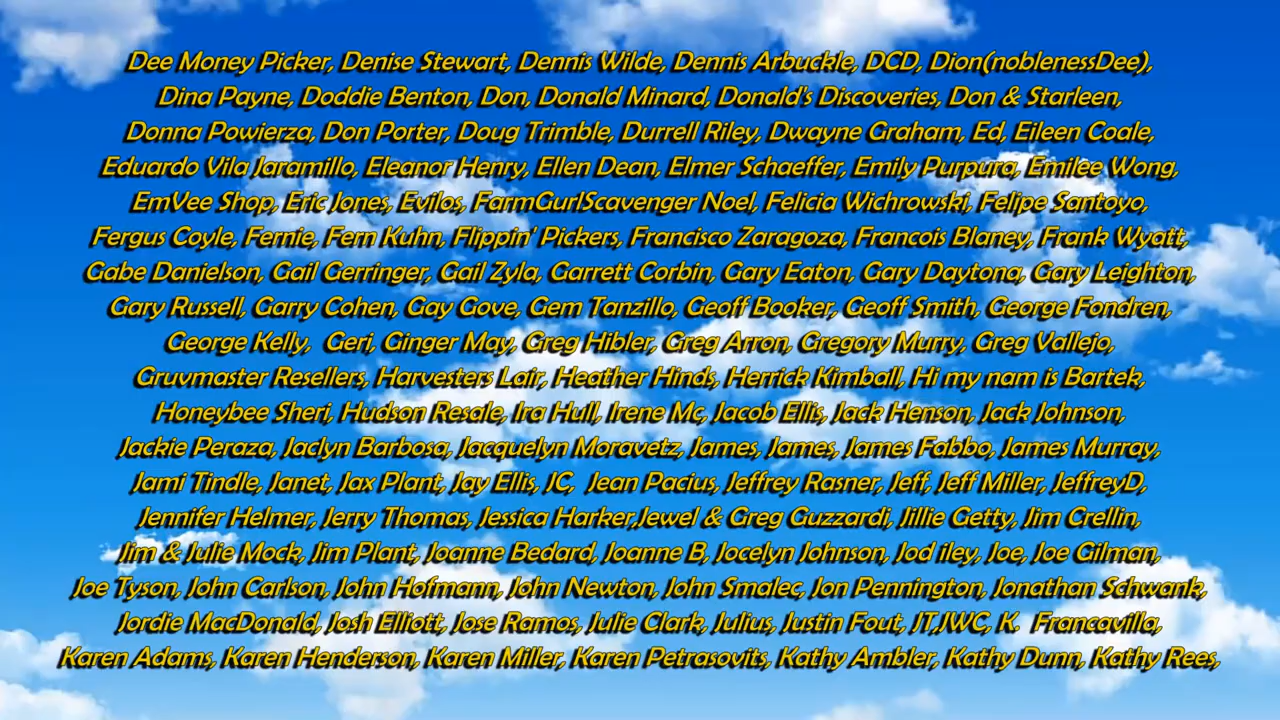 Dee Money Picker, Denise Stewart, Dennis Wilde, Dennis Arbuckle, DCD, Dion(noblenessDee),
Dina Payne, Doddie Benton, Don, Donald Minard, Donald's Discoveries, Don & Starleen,
Donna Powierza, Don Porter, Doug Trimble, Durrell Riley, Dwayne Graham, Ed, Eileen Coale,
Eduardo Vila Jaramillo, Eleanor Henry, Ellen Dean, Elmer Schaeffer, Emily Purpura, Emilee Wong,
EmVee Shop, Eric Jones, Evilos, FarmGurlScavenger Noel, Felicia Wichrowski, Felipe Santoyo,
Fergus Coyle, Fernie, Fern Kuhn, Flippin' Pickers, Francisco Zaragoza, Francois Blaney, Frank Wyatt,
Gabe Danielson, Gail Gerringer, Gail Zyla, Garrett Corbin, Gary Eaton, Gary Daytona, Gary Leighton,
Gary Russell, Garry Cohen, Gay Gove, Gem Tanzillo, Geoff Booker, Geoff Smith, George Fondren,
George Kelly,  Geri, Ginger May, Greg Hibler, Greg Arron, Gregory Murry, Greg Vallejo,
Gruvmaster Resellers, Harvesters Lair, Heather Hinds, Herrick Kimball, Hi my nam is Bartek,
Honeybee Sheri, Hudson Resale, Ira Hull, Irene Mc, Jacob Ellis, Jack Henson, Jack Johnson,
Jackie Peraza, Jaclyn Barbosa, Jacquelyn Moravetz, James, James, James Fabbo, James Murray,
Jami Tindle, Janet, Jax Plant, Jay Ellis, JC,  Jean Pacius, Jeffrey Rasner, Jeff, Jeff Miller, JeffreyD,
Jennifer Helmer, Jerry Thomas, Jessica Harker,Jewel & Greg Guzzardi, Jillie Getty, Jim Crellin,
Jim & Julie Mock, Jim Plant, Joanne Bedard, Joanne B, Jocelyn Johnson, Jod iley, Joe, Joe Gilman,
Joe Tyson, John Carlson, John Hofmann, John Newton, John Smalec, Jon Pennington, Jonathan Schwank,
Jordie MacDonald, Josh Elliott, Jose Ramos, Julie Clark, Julius, Justin Fout, JT,JWC, K.  Francavilla,
Karen Adams, Karen Henderson, Karen Miller, Karen Petrasovits, Kathy Ambler, Kathy Dunn, Kathy Rees,